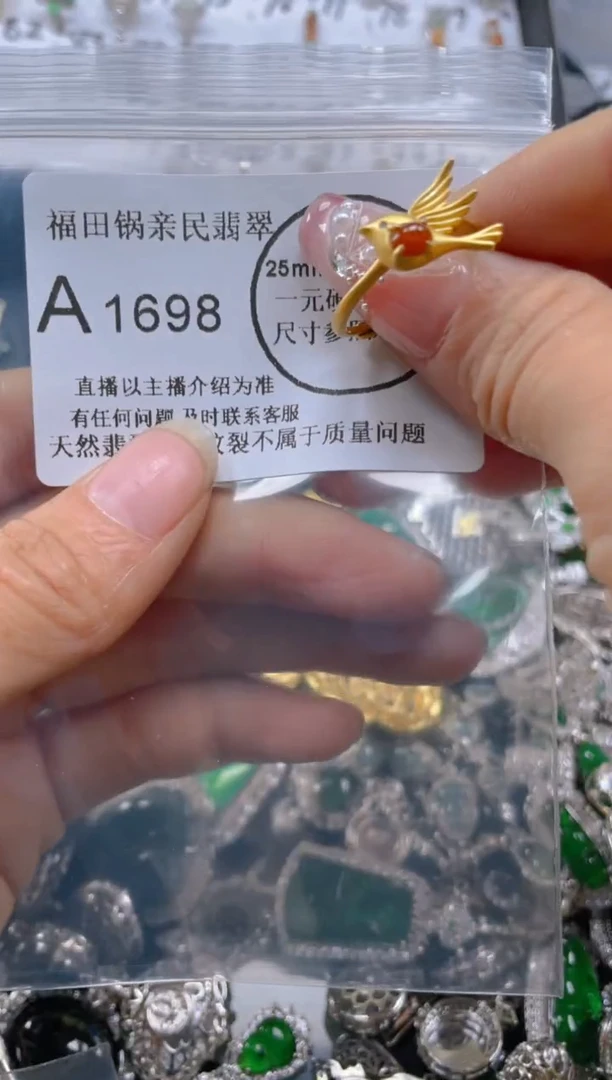 福田锅亲民翡翠
A 1698
25m
一元
尺寸参
直播以主播介绍为准
有任何问题 及时联系客服
天然翡 纹裂不属于质量问题